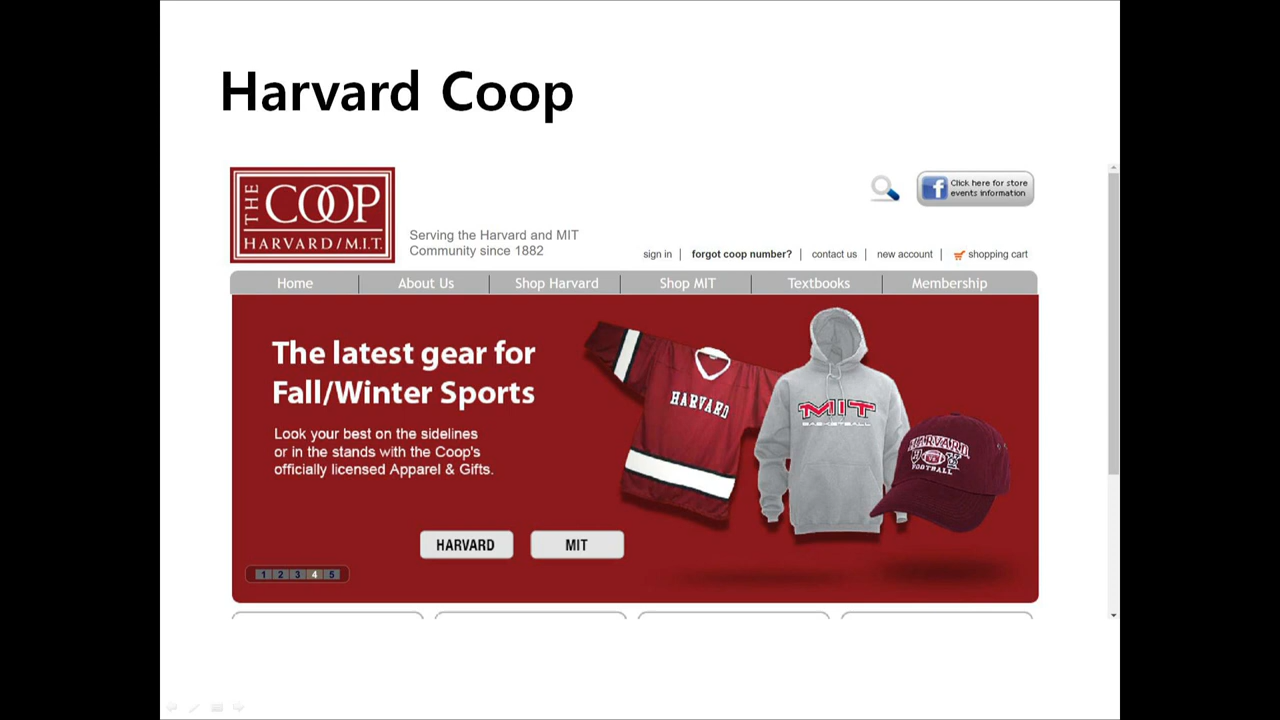 Harvard Coop
THE
COOP
HARVARD/M.I.T.
Serving the Harvard and MIT
Community since 1882
f
Click here for store
events information
sign in | forgot coop number? | contact us | new account | shopping cart
Home
About Us
Shop Harvard
Shop MIT
Textbooks
Membership
The latest gear for
Fall/Winter Sports
Look your best on the sidelines
or in the stands with the Coop's
officially licensed Apparel & Gifts.
HARVARD
MIT
BASKETBALL
HARVARD
VS
FOOTBALL
HARVARD
MIT
1 2 3 4 5